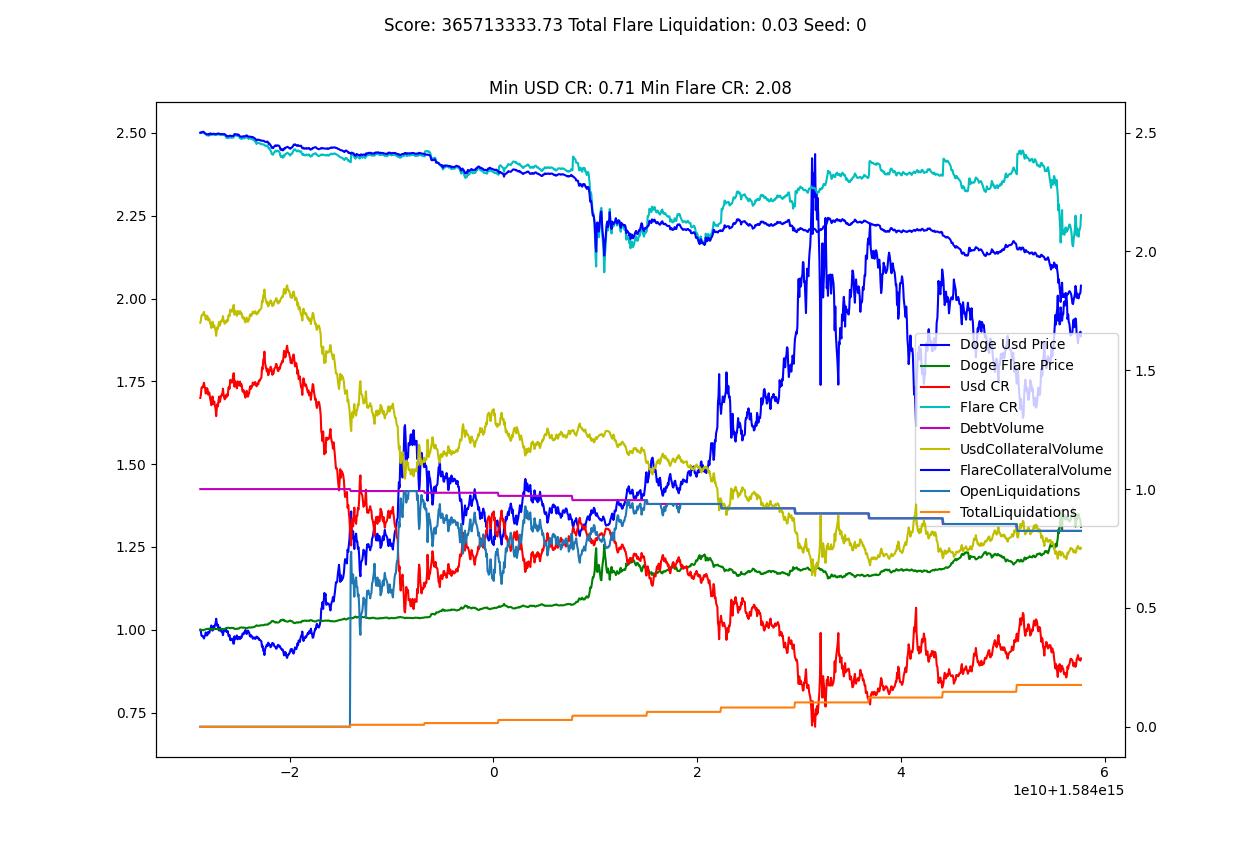 Score: 365713333.73 Total Flare Liquidation: 0.03 Seed: 0
Min USD CR: 0.71 Min Flare CR: 2.08
2.50
2.25
2.00
1.75
1.50
1.25
1.00
0.75
2.5
2.0
1.5
1.0
0.5
0.0
Doge Usd Price
Doge Flare Price
Usd CR
Flare CR
DebtVolume
UsdCollateralVolume
FlareCollateralVolume
OpenLiquidations
TotalLiquidations
−2
0
2
4
6
1e10+1.584e15